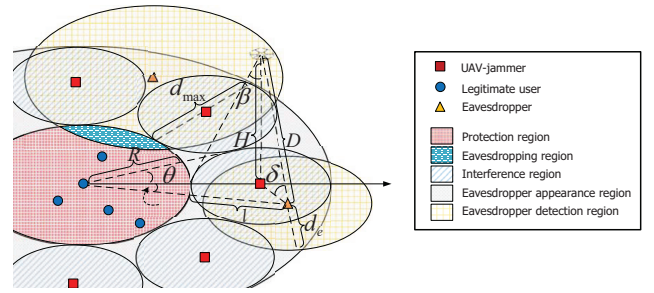 d_max
β
H
D
R
θ
δ
l
d_e
UAV-jammer
Legitimate user
Eavesdropper
Protection region
Eavesdropping region
Interference region
Eavesdropper appearance region
Eavesdropper detection region